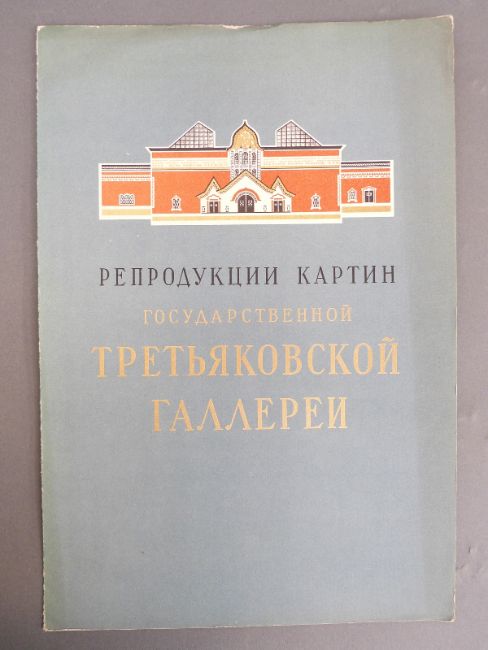 РЕПРОДУКЦИИ КАРТИН
ГОСУДАРСТВЕННОЙ
ТРЕТЬЯКОВСКОЙ
ГАЛЛЕРЕИ